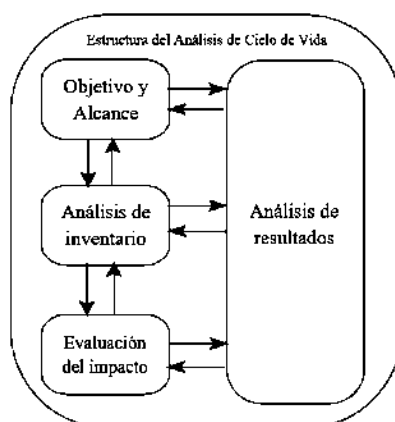 Estructura del Análisis de Ciclo de Vida
Objetivo y
Alcance
Análisis de
inventario
Evaluación
del impacto
Análisis de
resultados